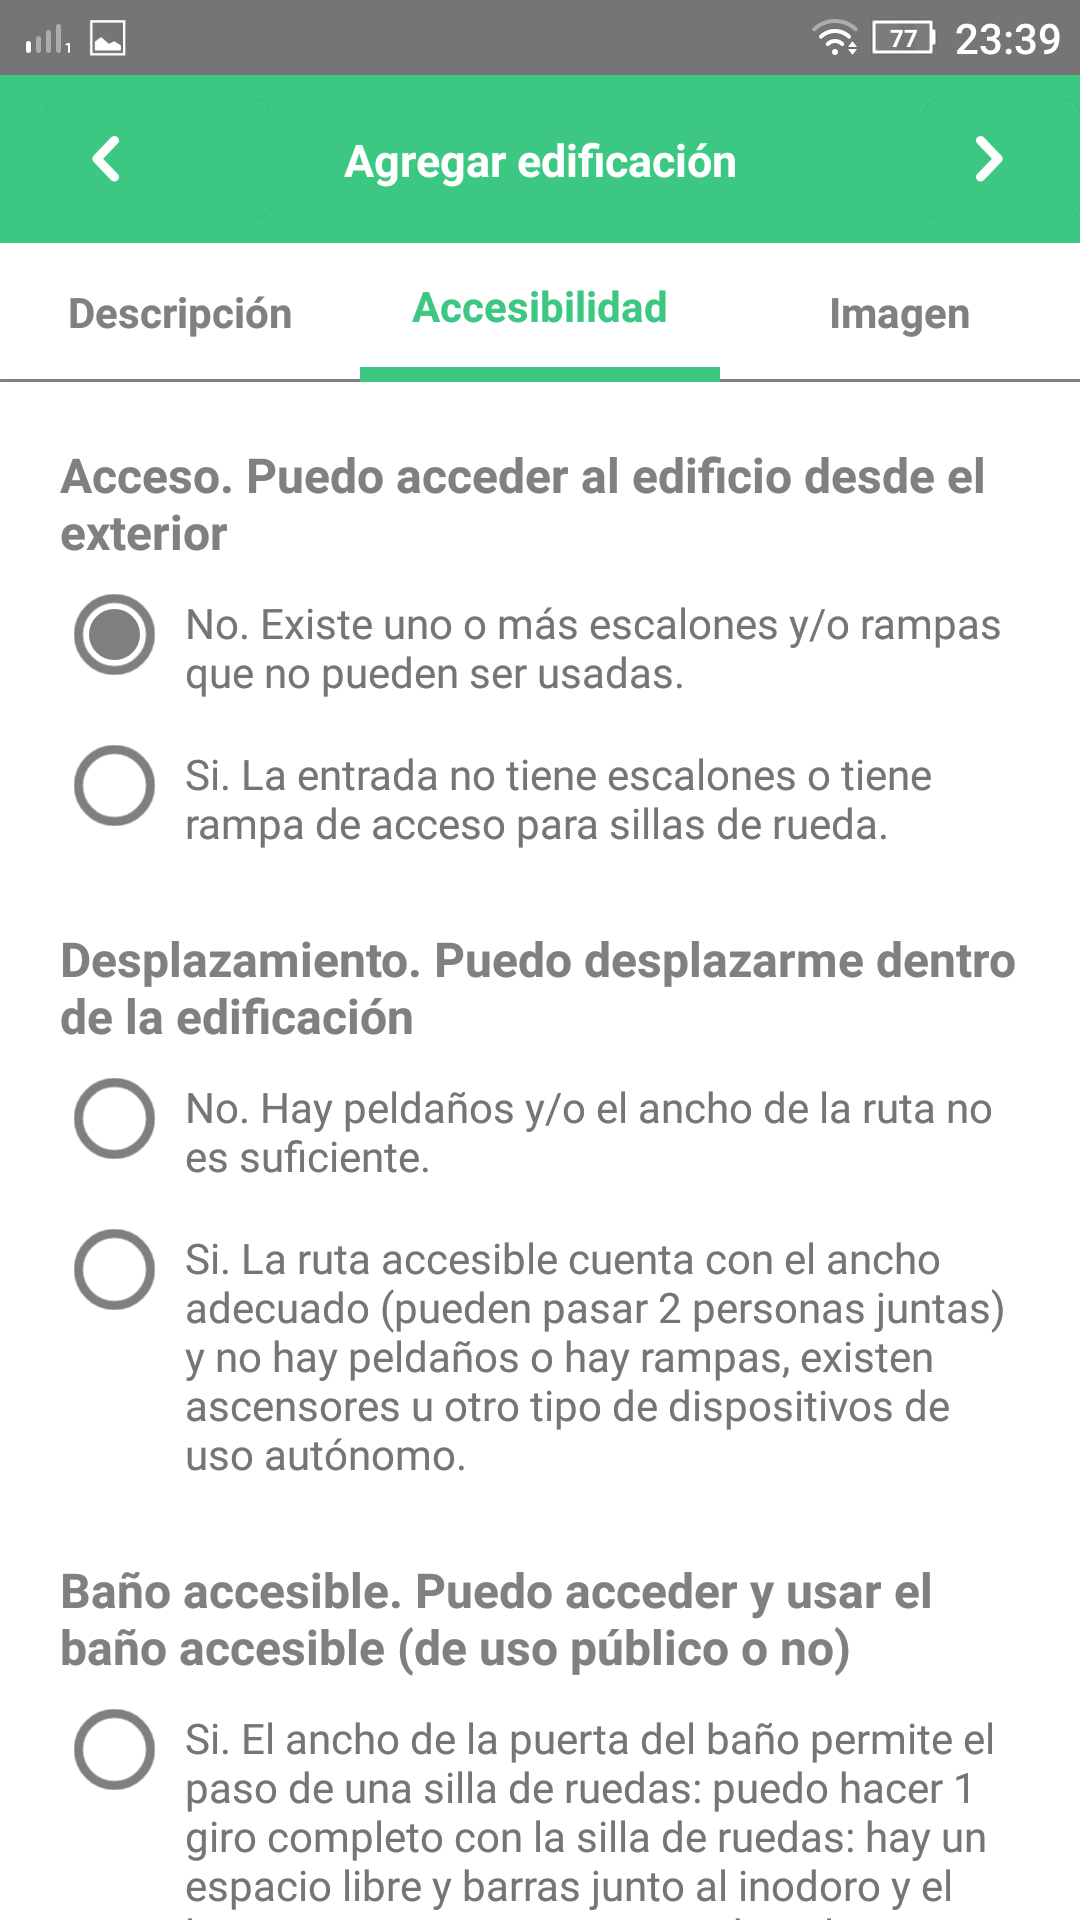 1
77
23:39
Agregar edificación
Descripción
Accesibilidad
Imagen
Acceso. Puedo acceder al edificio desde el
exterior
No. Existe uno o más escalones y/o rampas
que no pueden ser usadas.
Si. La entrada no tiene escalones o tiene
rampa de acceso para sillas de rueda.
Desplazamiento. Puedo desplazarme dentro
de la edificación
No. Hay peldaños y/o el ancho de la ruta no
es suficiente.
Si. La ruta accesible cuenta con el ancho
adecuado (pueden pasar 2 personas juntas)
y no hay peldaños o hay rampas, existen
ascensores u otro tipo de dispositivos de
uso autónomo.
Baño accesible. Puedo acceder y usar el
baño accesible (de uso público o no)
Si. El ancho de la puerta del baño permite el
paso de una silla de ruedas: puedo hacer 1
giro completo con la silla de ruedas: hay un
espacio libre y barras junto al inodoro y el